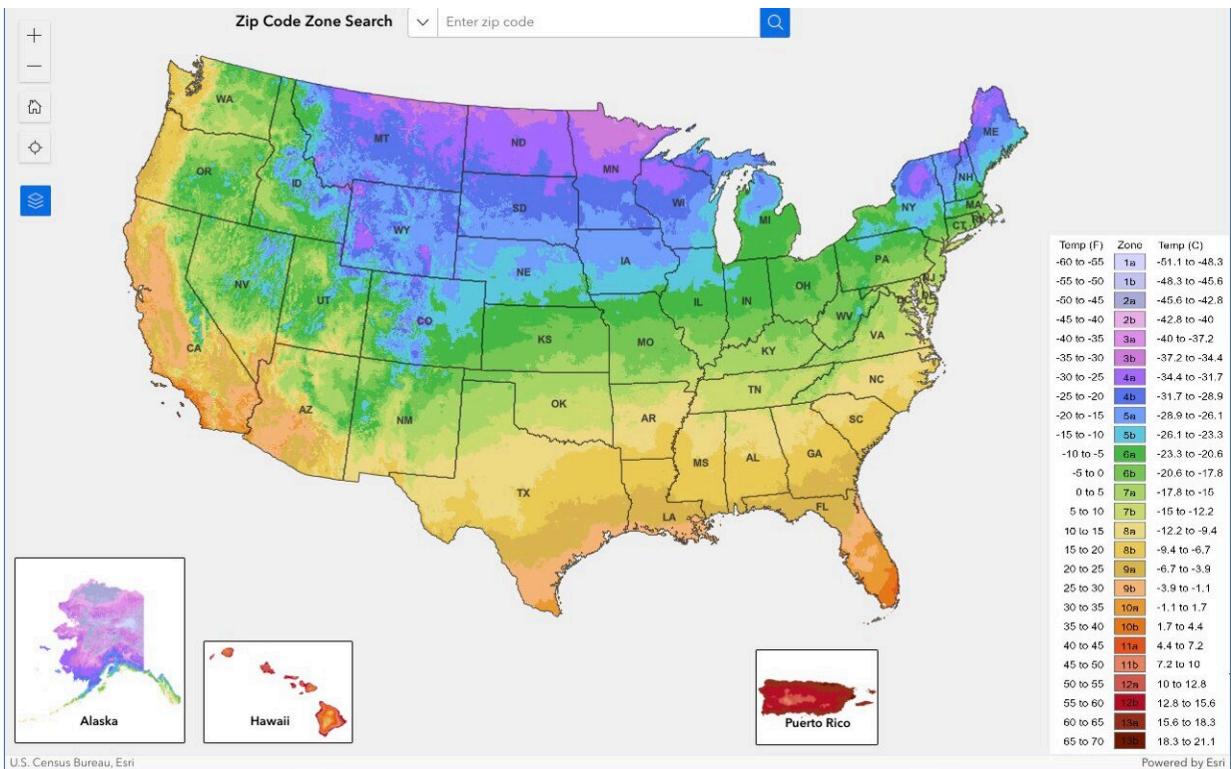 Zip Code Zone Search
Enter zip code
WA
MT
ND
MN
ME
OR
ID
SD
WI
NH
WY
MI
NY
MA
CT
RI
NV
UT
CO
NE
IA
IL
IN
OH
PA
NJ
DC
DE
WV
VA
KS
MO
KY
CA
AZ
NM
OK
AR
TN
NC
SC
TX
LA
MS
AL
GA
FL
Temp (F) Zone Temp (C)
-60 to -55 1a -51.1 to -48.3
-55 to -50 1b -48.3 to -45.6
-50 to -45 2a -45.6 to -42.8
-45 to -40 2b -42.8 to -40
-40 to -35 3a -40 to -37.2
-35 to -30 3b -37.2 to -34.4
-30 to -25 4a -34.4 to -31.7
-25 to -20 4b -31.7 to -28.9
-20 to -15 5a -28.9 to -26.1
-15 to -10 5b -26.1 to -23.3
-10 to -5 6a -23.3 to -20.6
-5 to 0 6b -20.6 to -17.8
0 to 5 7a -17.8 to -15
5 to 10 7b -15 to -12.2
10 to 15 8a -12.2 to -9.4
15 to 20 8b -9.4 to -6.7
20 to 25 9a -6.7 to -3.9
25 to 30 9b -3.9 to -1.1
30 to 35 10a -1.1 to 1.7
35 to 40 10b 1.7 to 4.4
40 to 45 11a 4.4 to 7.2
45 to 50 11b 7.2 to 10
50 to 55 12a 10 to 12.8
55 to 60 12b 12.8 to 15.6
60 to 65 13a 15.6 to 18.3
65 to 70 13b 18.3 to 21.1
Alaska
Hawaii
Puerto Rico
U.S. Census Bureau, Esri
Powered by Esri